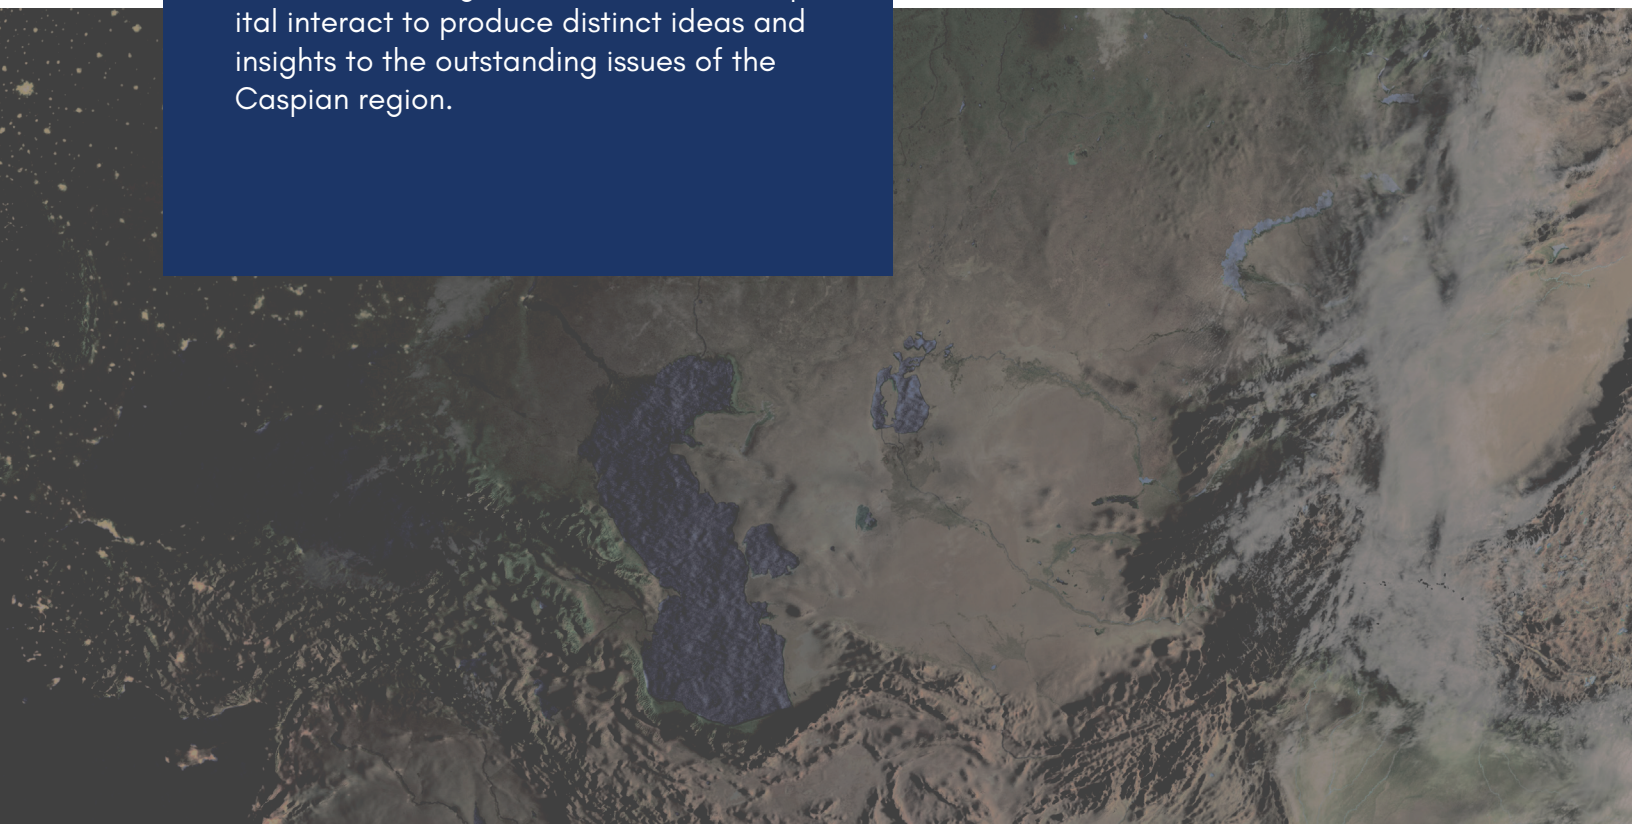 ital interact to produce distinct ideas and
insights to the outstanding issues of the
Caspian region.